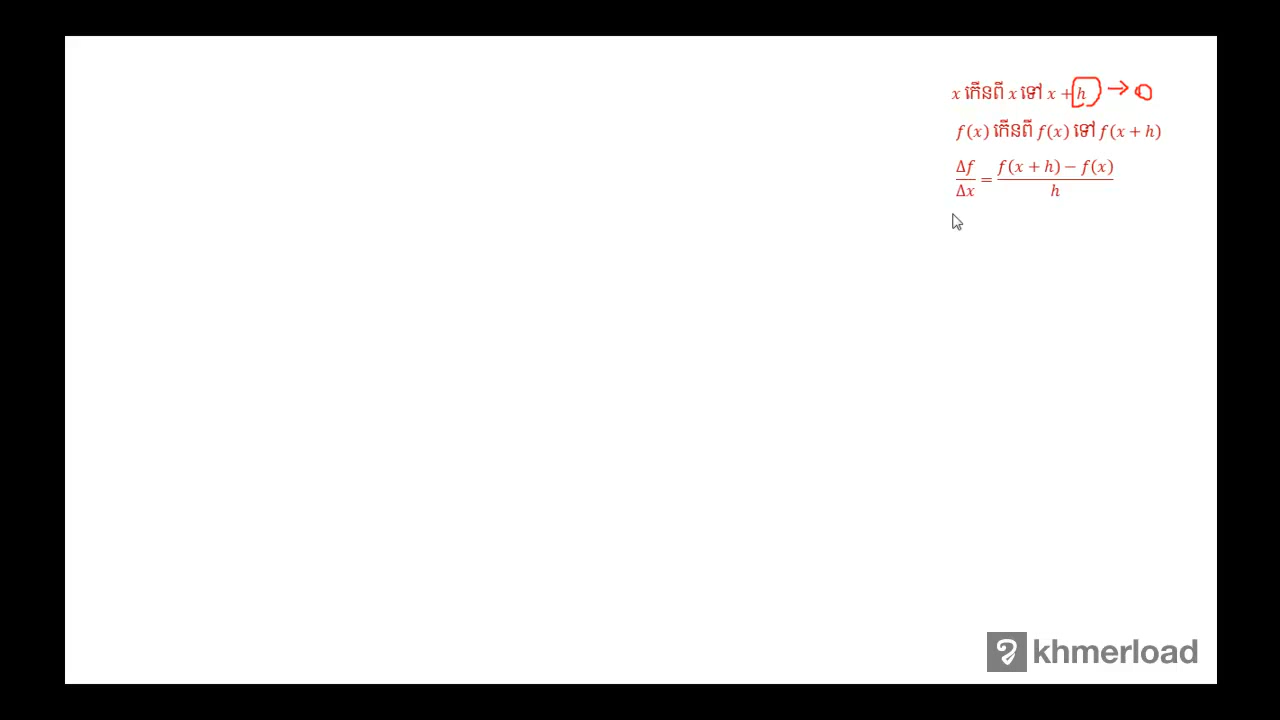 x កើនពី x ទៅ x + h → 0
f(x) កើនពី f(x) ទៅ f(x + h)
Δf/Δx = (f(x + h) − f(x))/h
khmerload